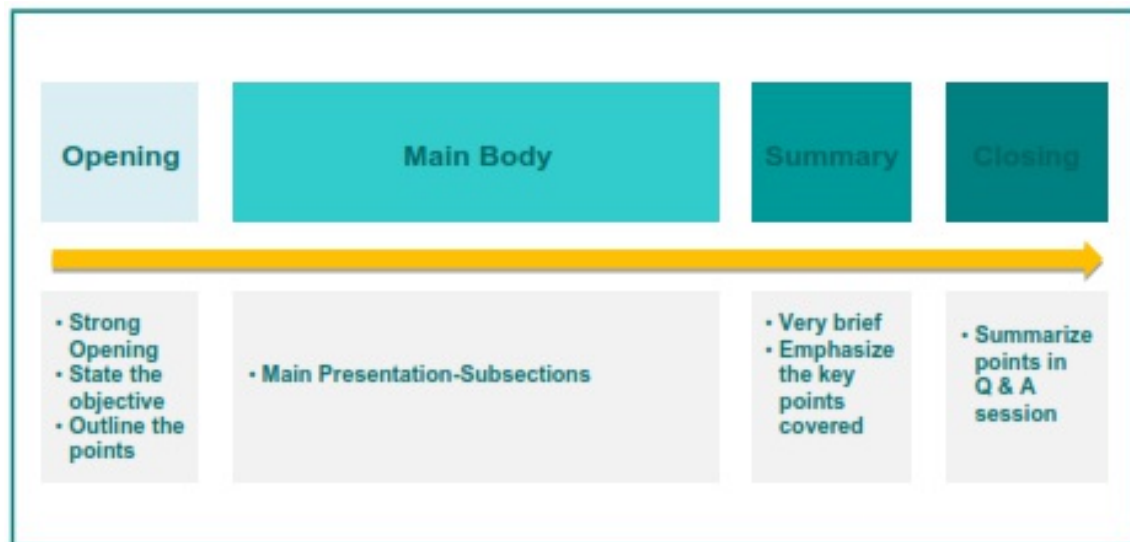 Opening
Main Body
Summary
Closing
• Strong
Opening
• State the
objective
• Outline the
points
• Main Presentation-Subsections
• Very brief
• Emphasize
the key
points
covered
• Summarize
points in
Q & A
session